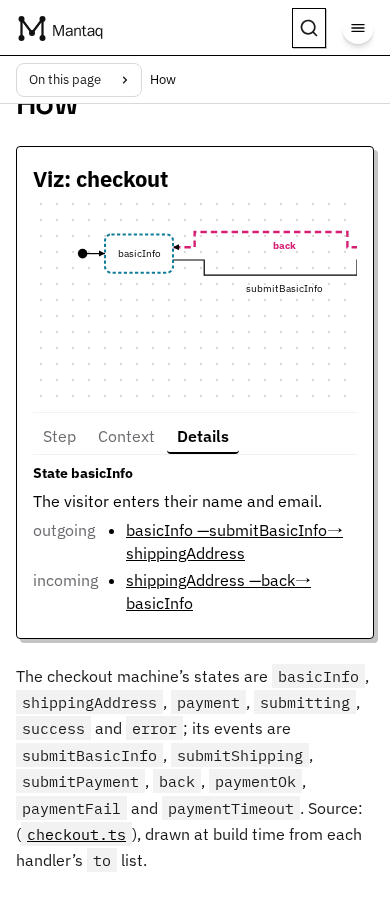 Mantaq
On this page
How
How
Viz: checkout
basicInfo
back
submitBasicInfo
Step Context Details
State basicInfo
The visitor enters their name and email.
outgoing • basicInfo —submitBasicInfo→
shippingAddress
incoming • shippingAddress —back→
basicInfo
The checkout machine’s states are basicInfo,
shippingAddress, payment, submitting,
success and error; its events are
submitBasicInfo, submitShipping,
submitPayment, back, paymentOk,
paymentFail and paymentTimeout. Source:
(checkout.ts), drawn at build time from each
handler’s to list.